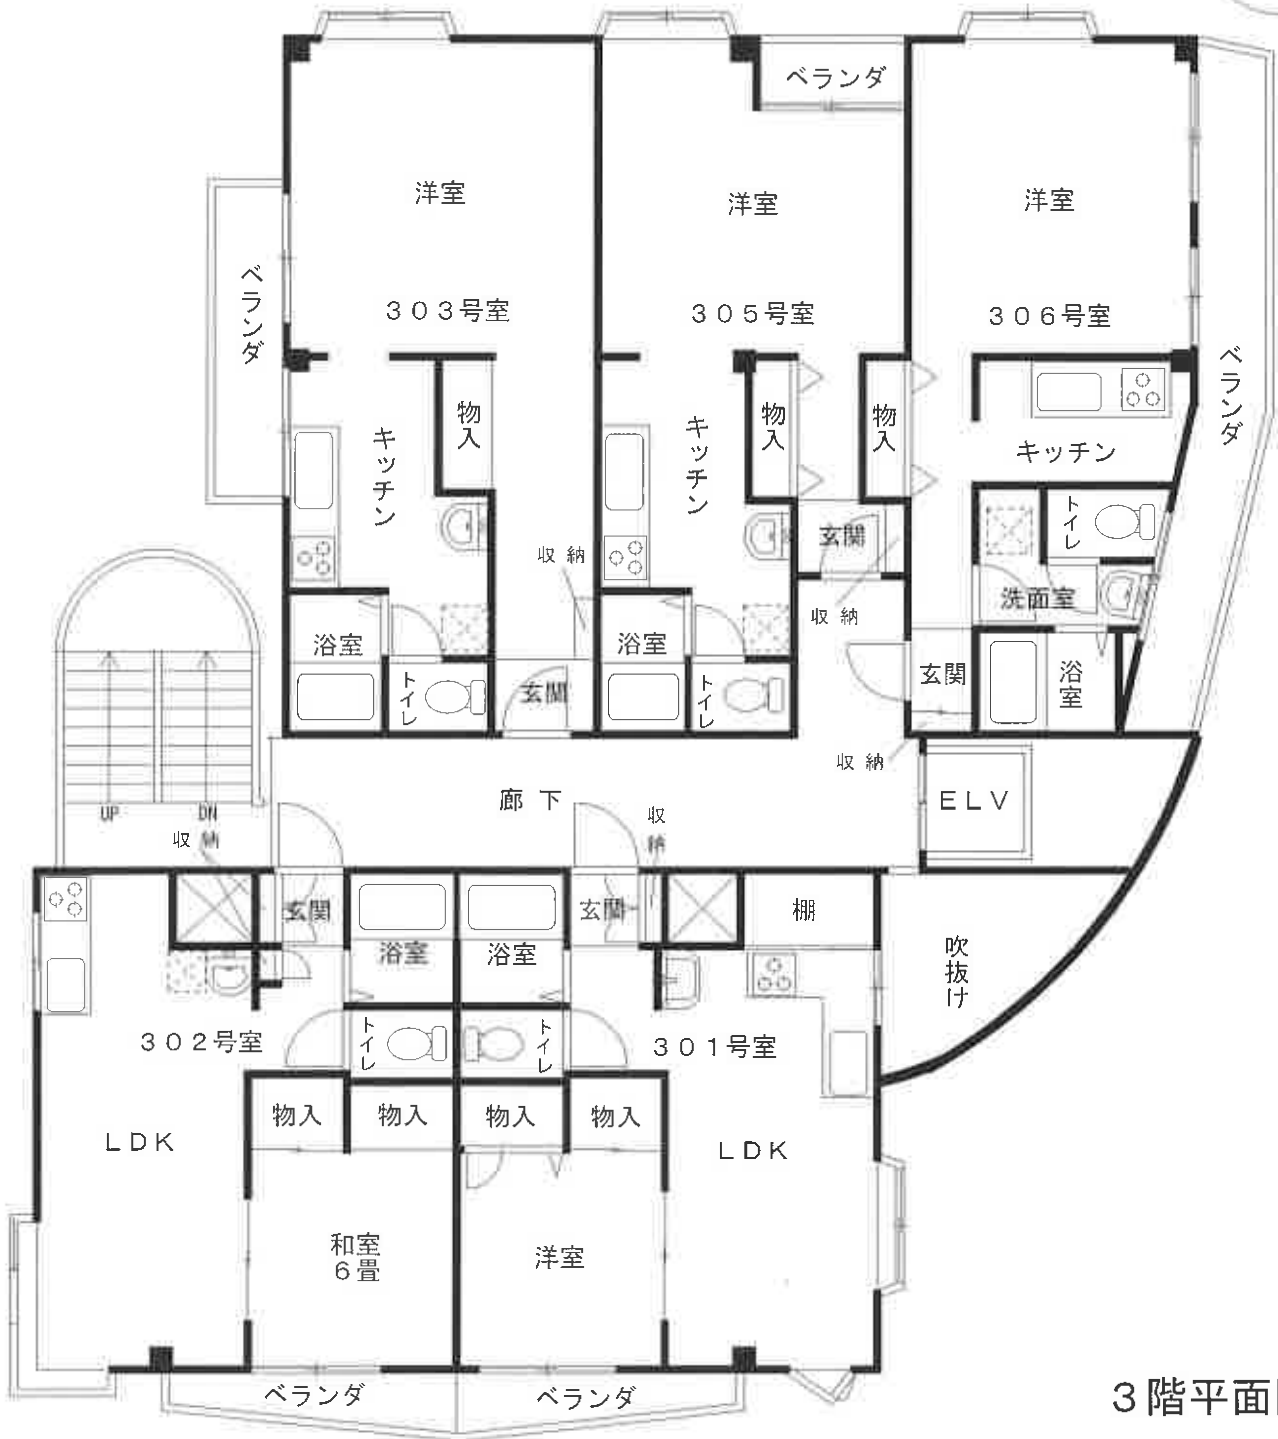 ベランダ
洋室
洋室
洋室
ベランダ
303号室
305号室
306号室
ベランダ
物入
キッチン
物入
キッチン
物入
キッチン
トイレ
玄関
収納
洗面室
収納
浴室
浴室
玄関
浴室
トイレ
玄関
トイレ
収納
廊下
ELV
UP
DN
収納
収納
玄関
浴室
浴室
玄関
棚
吹抜け
302号室
トイレ
トイレ
301号室
物入
物入
物入
物入
LDK
LDK
和室
6畳
洋室
ベランダ
ベランダ
3階平面